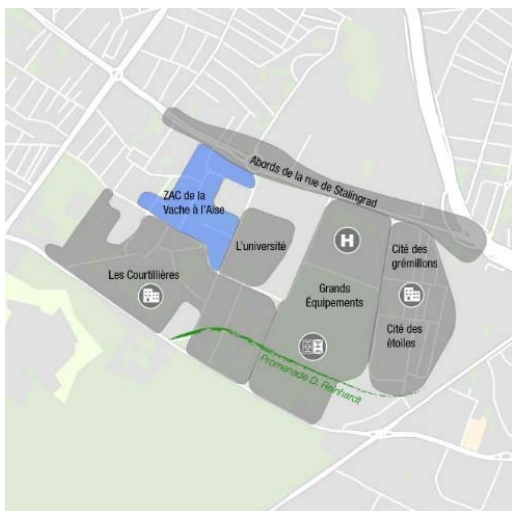 Abords de la rue de Stalingrad
ZAC de la
Vache à l'Aise
L'université
H
Cité des
grémillons
Les Courtillières
Grands
Équipements
Cité des
étoiles
Promenade D. Reinhardt